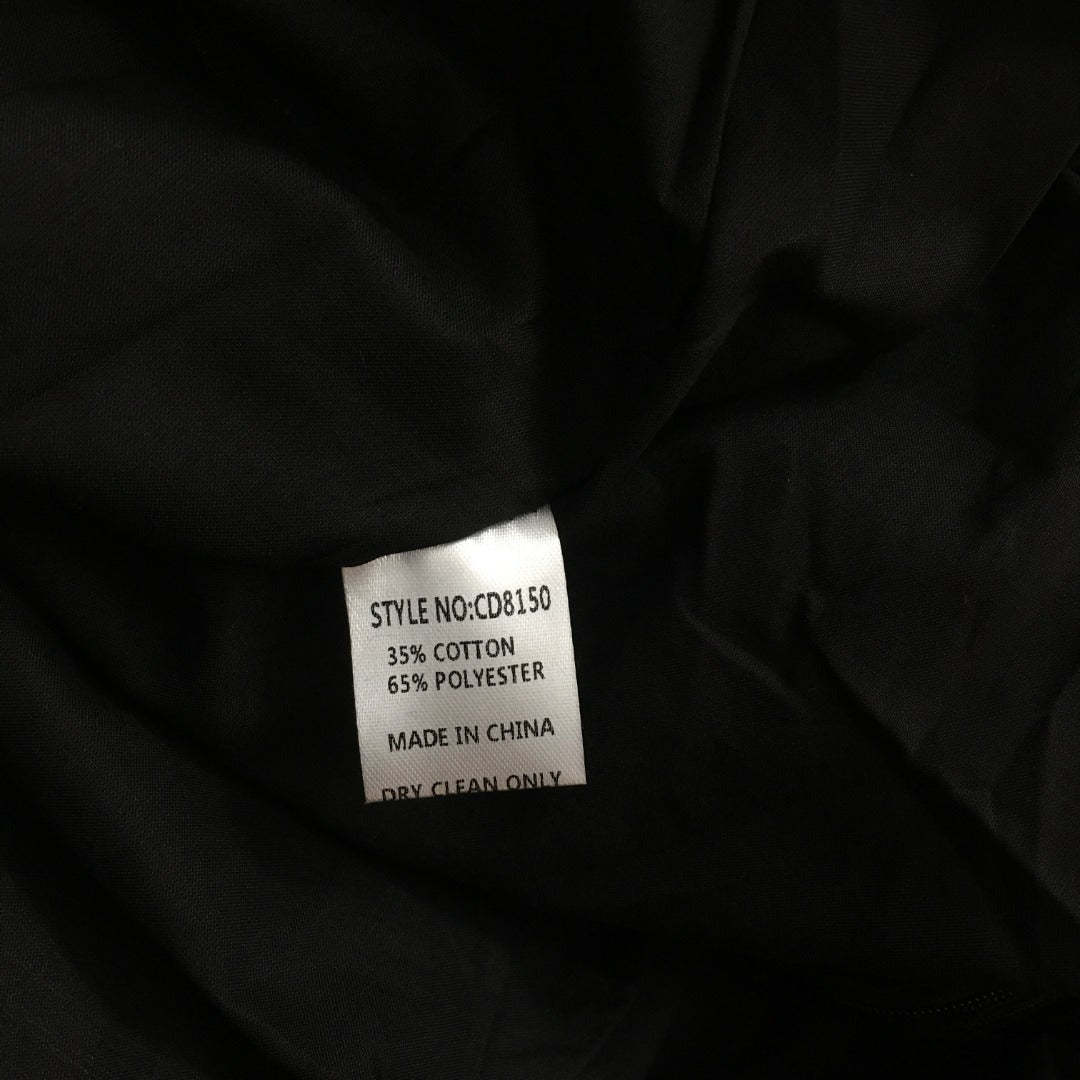 STYLE NO:CD8150
35% COTTON
65% POLYESTER
MADE IN CHINA
DRY CLEAN ONLY